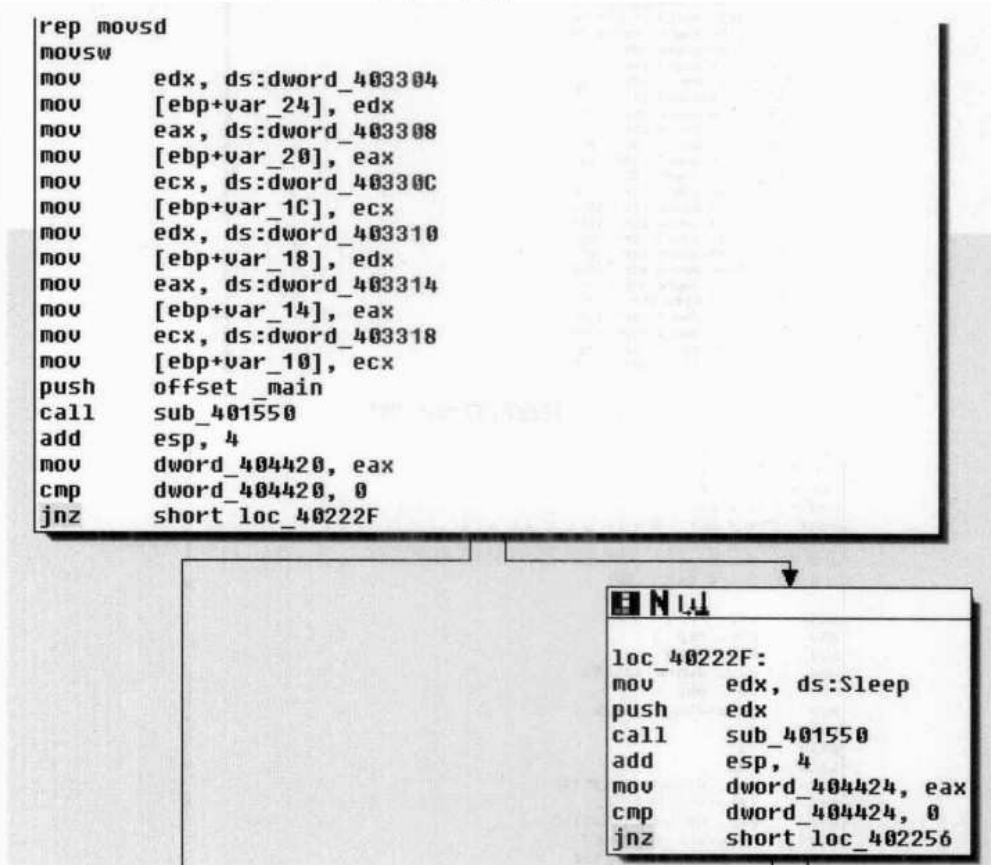 rep movsd
movsw
mov edx, ds:dword_403304
mov [ebp+var_24], edx
mov eax, ds:dword_403308
mov [ebp+var_20], eax
mov ecx, ds:dword_40330C
mov [ebp+var_1C], ecx
mov edx, ds:dword_403310
mov [ebp+var_18], edx
mov eax, ds:dword_403314
mov [ebp+var_14], eax
mov ecx, ds:dword_403318
mov [ebp+var_10], ecx
push offset _main
call sub_401550
add esp, 4
mov dword_404420, eax
cmp dword_404420, 0
jnz short loc_40222F
loc_40222F:
mov edx, ds:Sleep
push edx
call sub_401550
add esp, 4
mov dword_404424, eax
cmp dword_404424, 0
jnz short loc_402256